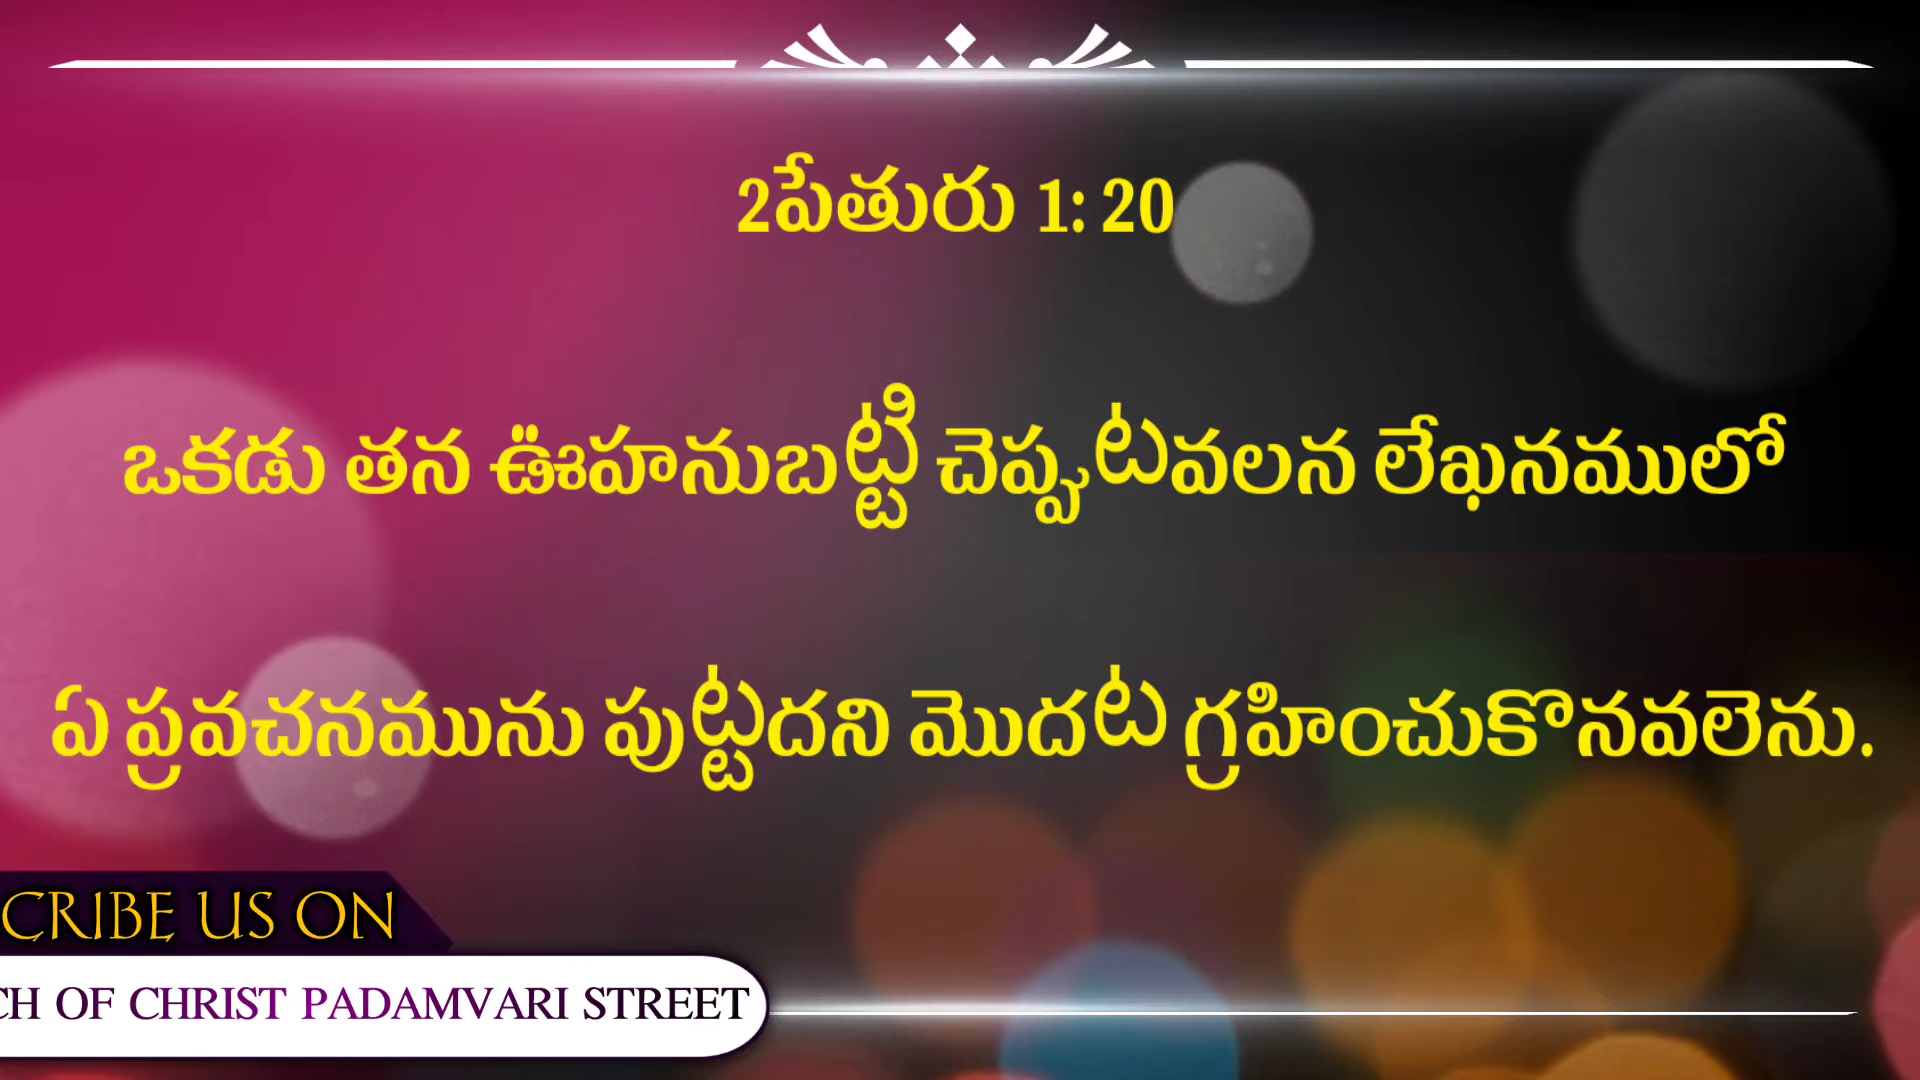 2పేతురు 1: 20
ఒకడు తన ఊహనుబట్టి చెప్పుటవలన లేఖనములో
ఏ ప్రవచనమును పుట్టదని మొదట గ్రహించుకొనవలెను.
CRIBE US ON
CH OF CHRIST PADAMVARI STREET